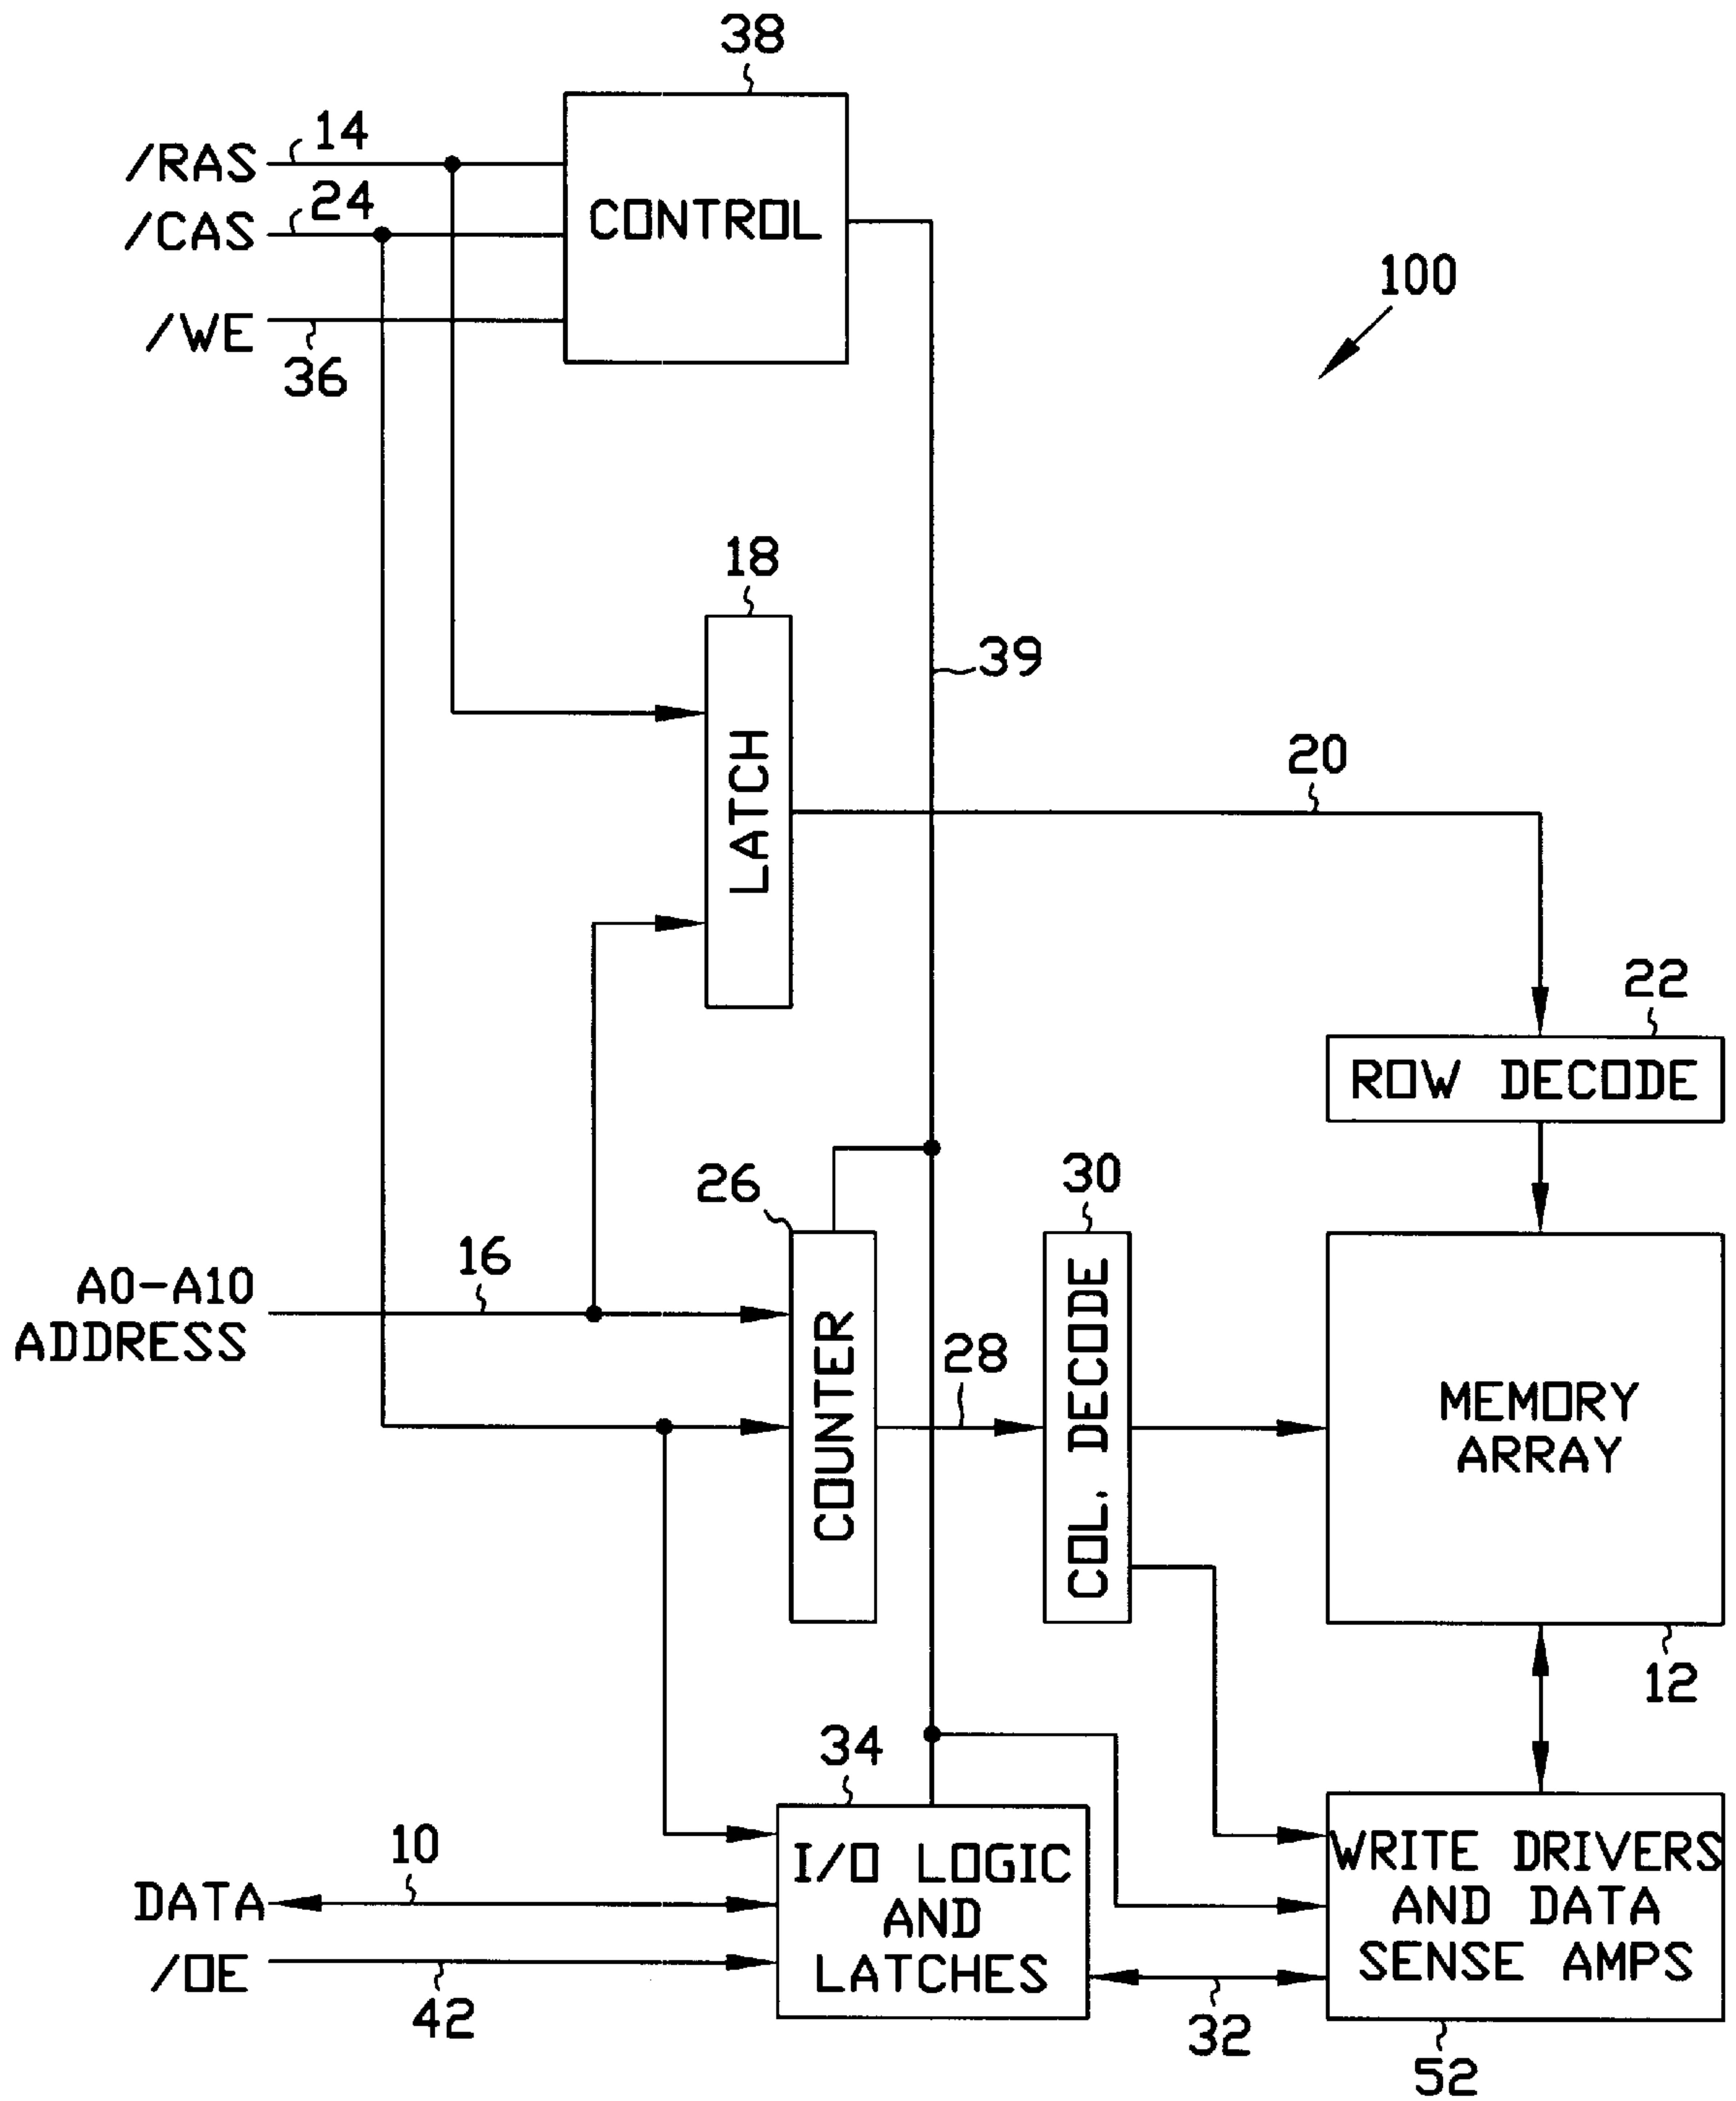 38
14
/RAS
24
/CAS
CONTROL
100
/WE
36
18
39
LATCH
20
22
ROW DECODE
26
30
16
A0-A10
ADDRESS
28
COUNTER
COL. DECODE
MEMORY
ARRAY
12
34
10
I/O LOGIC
AND
LATCHES
DATA
/OE
42
WRITE DRIVERS
AND DATA
SENSE AMPS
32
52